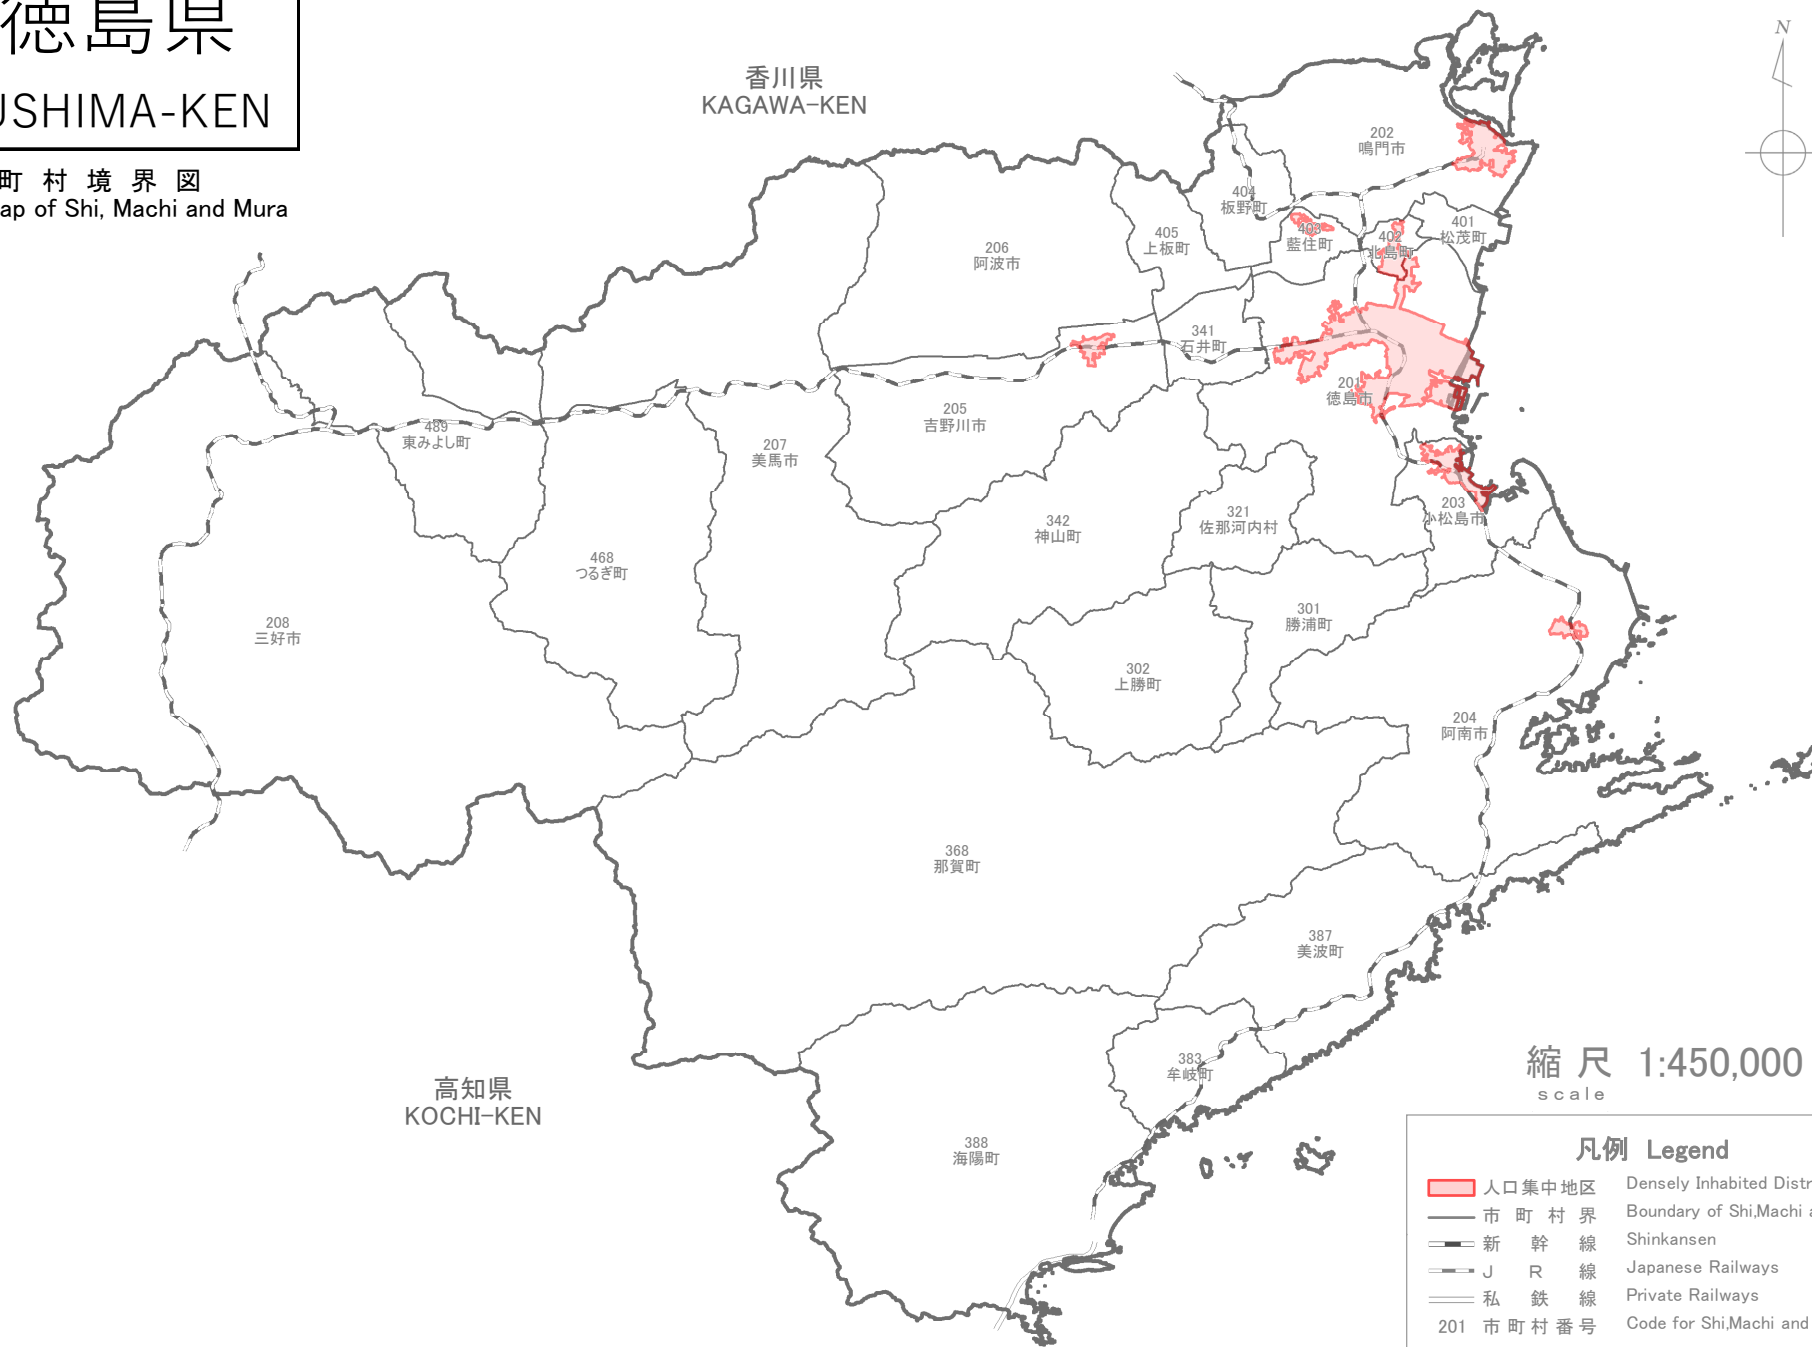 徳島県
USHIMA-KEN
町村境界図
ap of Shi, Machi and Mura
香川県
KAGAWA-KEN
N
202
鳴門市
404
板野町
401
松茂町
403
藍住町
402
北島町
405
上板町
206
阿波市
341
石井町
201
徳島市
205
吉野川市
489
東みよし町
207
美馬市
203
小松島市
321
佐那河内村
342
神山町
468
つるぎ町
208
三好市
301
勝浦町
302
上勝町
204
阿南市
368
那賀町
387
美波町
383
牟岐町
388
海陽町
高知県
KOCHI-KEN
縮尺 1:450,000
scale
凡例 Legend
人口集中地区 Densely Inhabited Distr
市町村界 Boundary of Shi,Machi a
新幹線 Shinkansen
JR線 Japanese Railways
私鉄線 Private Railways
201 市町村番号 Code for Shi,Machi and